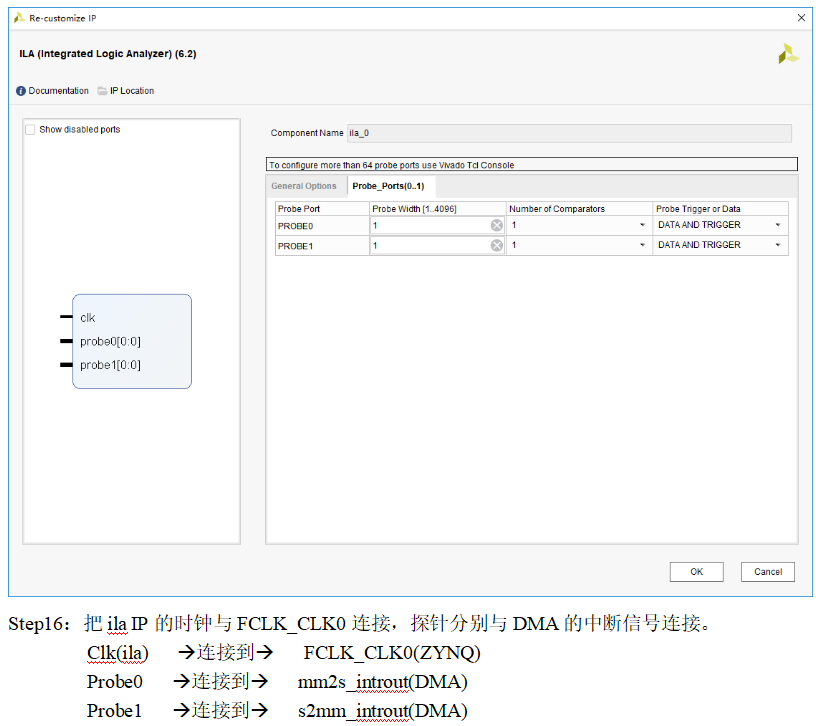 Re-customize IP
ILA (Integrated Logic Analyzer) (6.2)
Documentation IP Location
Show disabled ports
clk
probe0[0:0]
probe1[0:0]
Component Name ila_0
To configure more than 64 probe ports use Vivado Tcl Console
General Options Probe_Ports(0..1)
Probe Port Probe Width [1..4096] Number of Comparators Probe Trigger or Data
PROBE0 1 1 DATA AND TRIGGER
PROBE1 1 1 DATA AND TRIGGER
OK Cancel
Step16：把 ila IP 的时钟与 FCLK_CLK0 连接，探针分别与 DMA 的中断信号连接。
Clk(ila) →连接到→ FCLK_CLK0(ZYNQ)
Probe0 →连接到→ mm2s_introut(DMA)
Probe1 →连接到→ s2mm_introut(DMA)